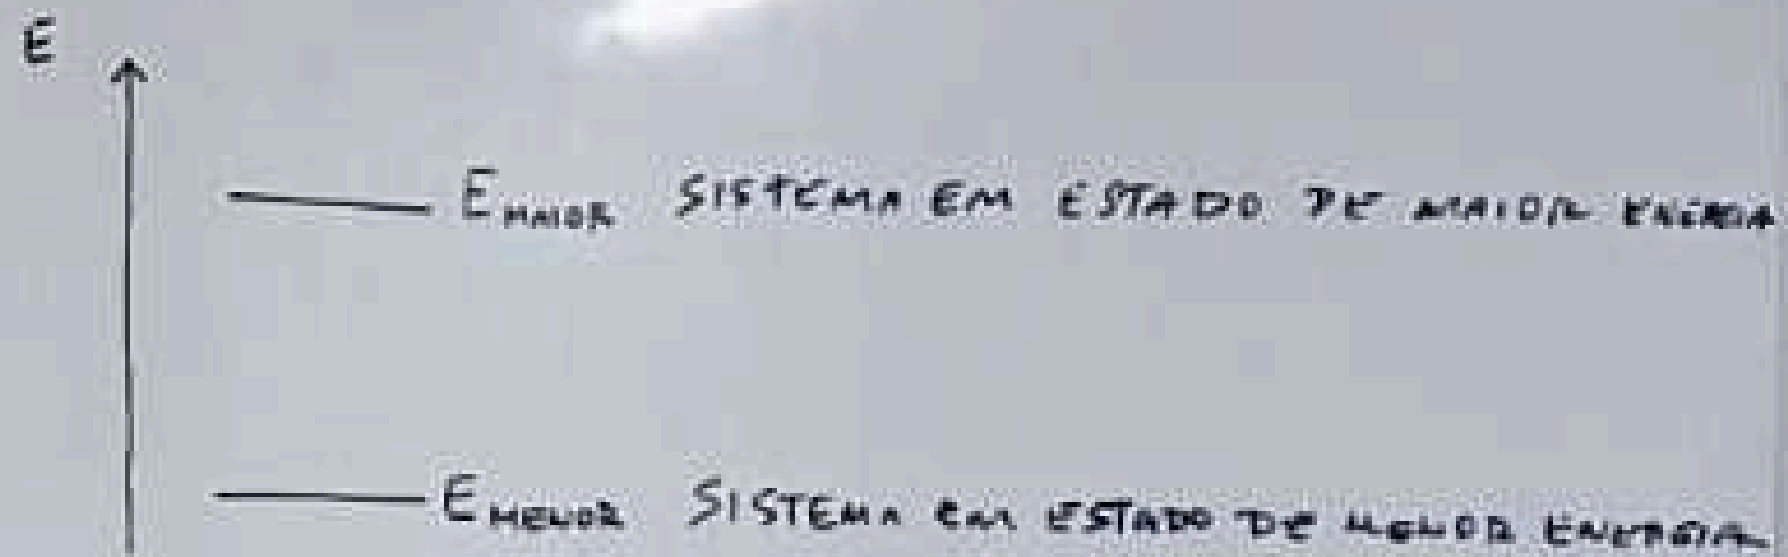 E
E MAIOR SISTEMA EM ESTADO DE MAIOR ENERGIA
E MENOR SISTEMA EM ESTADO DE MENOR ENERGIA